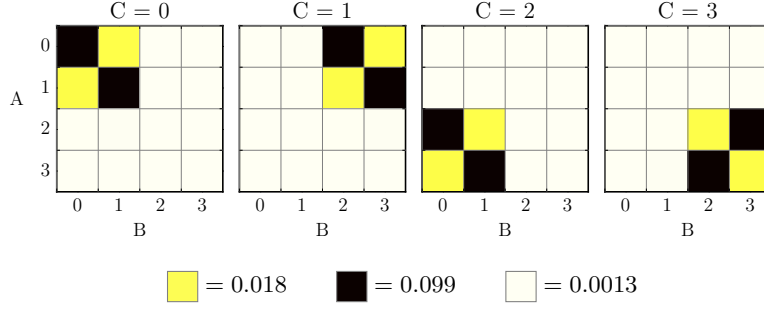 C = 0 C = 1 C = 2 C = 3
0
1
A
2
3
0 1 2 3 0 1 2 3 0 1 2 3 0 1 2 3
B B B B
= 0.018 = 0.099 = 0.0013